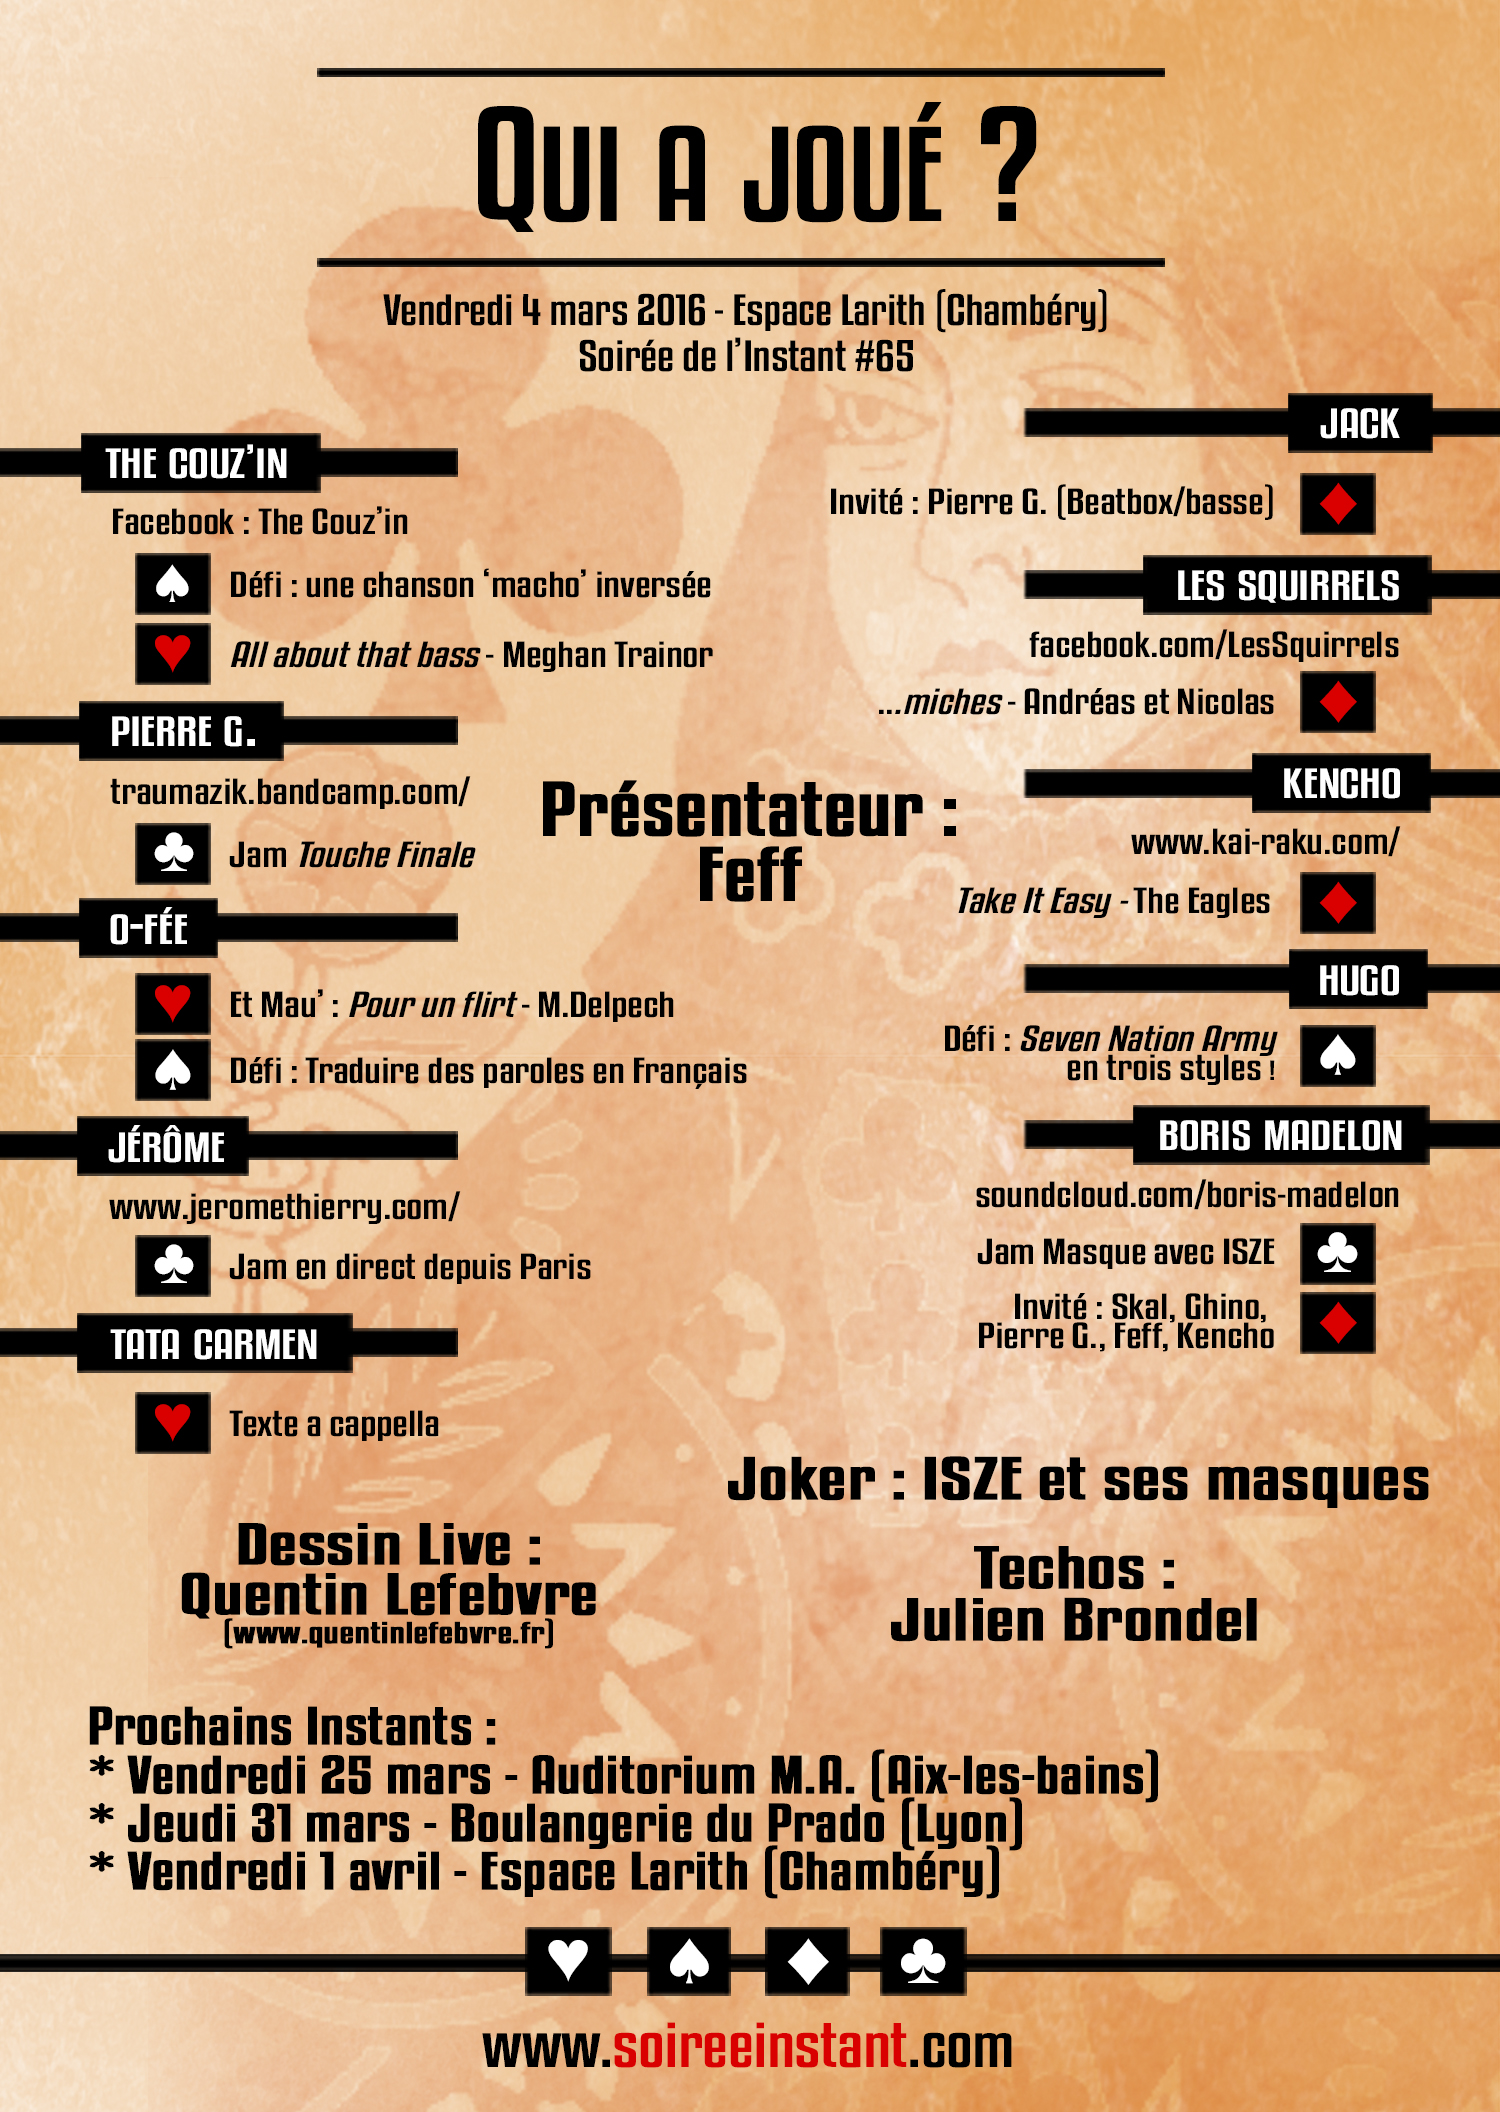 Qui a joué ?
Vendredi 4 mars 2016 - Espace Larith (Chambéry)
Soirée de l'Instant #65
THE COUZ'IN
Facebook : The Couz'in
Défi : une chanson ‘macho’ inversée
All about that bass - Meghan Trainor
PIERRE G.
traumazik.bandcamp.com/
Jam Touche Finale
O-FÉE
Et Mau' : Pour un flirt - M.Delpech
Défi : Traduire des paroles en Français
JÉRÔME
www.jeromethierry.com/
Jam en direct depuis Paris
TATA CARMEN
Texte a cappella
Présentateur :
Feff
JACK
Invité : Pierre G. (Beatbox/basse)
LES SQUIRRELS
facebook.com/LesSquirrels
...miches - Andréas et Nicolas
KENCHO
www.kai-raku.com/
Take It Easy - The Eagles
HUGO
Défi : Seven Nation Army
en trois styles !
BORIS MADELON
soundcloud.com/boris-madelon
Jam Masque avec ISZE
Invité : Skal, Ghino,
Pierre G., Feff, Kencho
Joker : ISZE et ses masques
Dessin Live :
Quentin Lefebvre
(www.quentinlefebvre.fr)
Techos :
Julien Brondel
Prochains Instants :
* Vendredi 25 mars - Auditorium M.A. (Aix-les-bains)
* Jeudi 31 mars - Boulangerie du Prado (Lyon)
* Vendredi 1 avril - Espace Larith (Chambéry)
www.soireeinstant.com